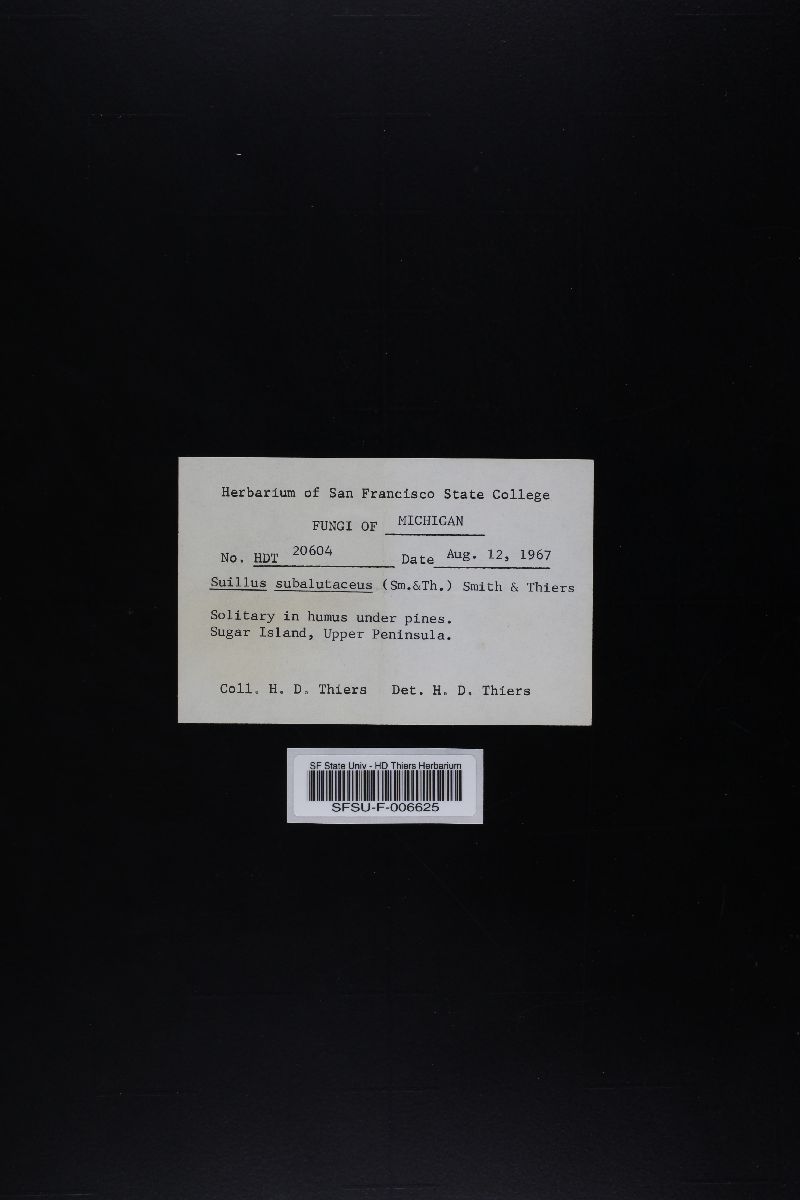 Herbarium of San Francisco State College
FUNGI OF MICHIGAN
No. HDT 20604 Date Aug. 12, 1967
Suillus subalutaceus (Sm.&Th.) Smith & Thiers
Solitary in humus under pines.
Sugar Island, Upper Peninsula.
Coll. H. D. Thiers Det. H. D. Thiers
SF State Univ - HD Thiers Herbarium
SFSU-F-006625